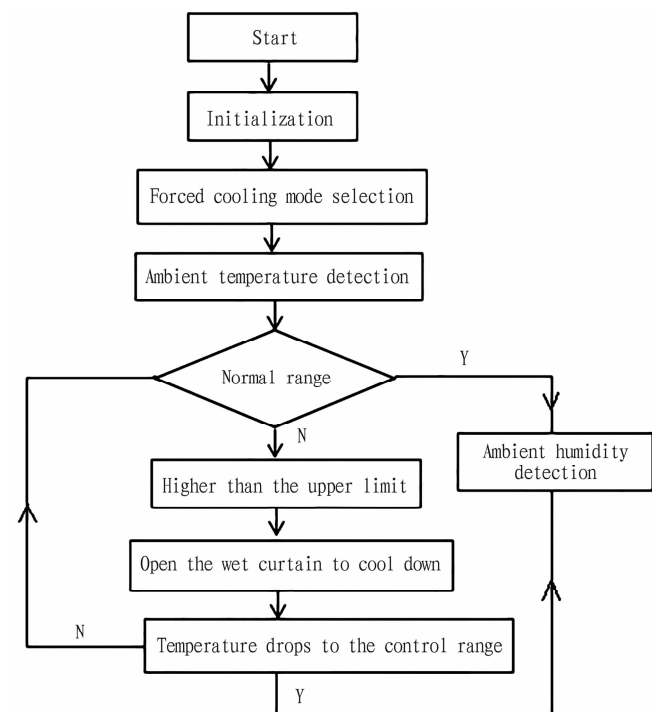 Start
Initialization
Forced cooling mode selection
Ambient temperature detection
Normal range
Y
N
Ambient humidity
detection
Higher than the upper limit
Open the wet curtain to cool down
N
Temperature drops to the control range
Y